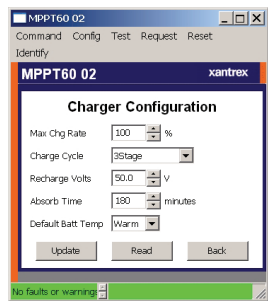 MPPT60 02
Command Config Test Request Reset
Identify
MPPT60 02 xantrex
Charger Configuration
Max Chg Rate 100 %
Charge Cycle 3Stage
Recharge Volts 50.0 V
Absorb Time 180 minutes
Default Batt Temp Warm
Update Read Back
No faults or warnings